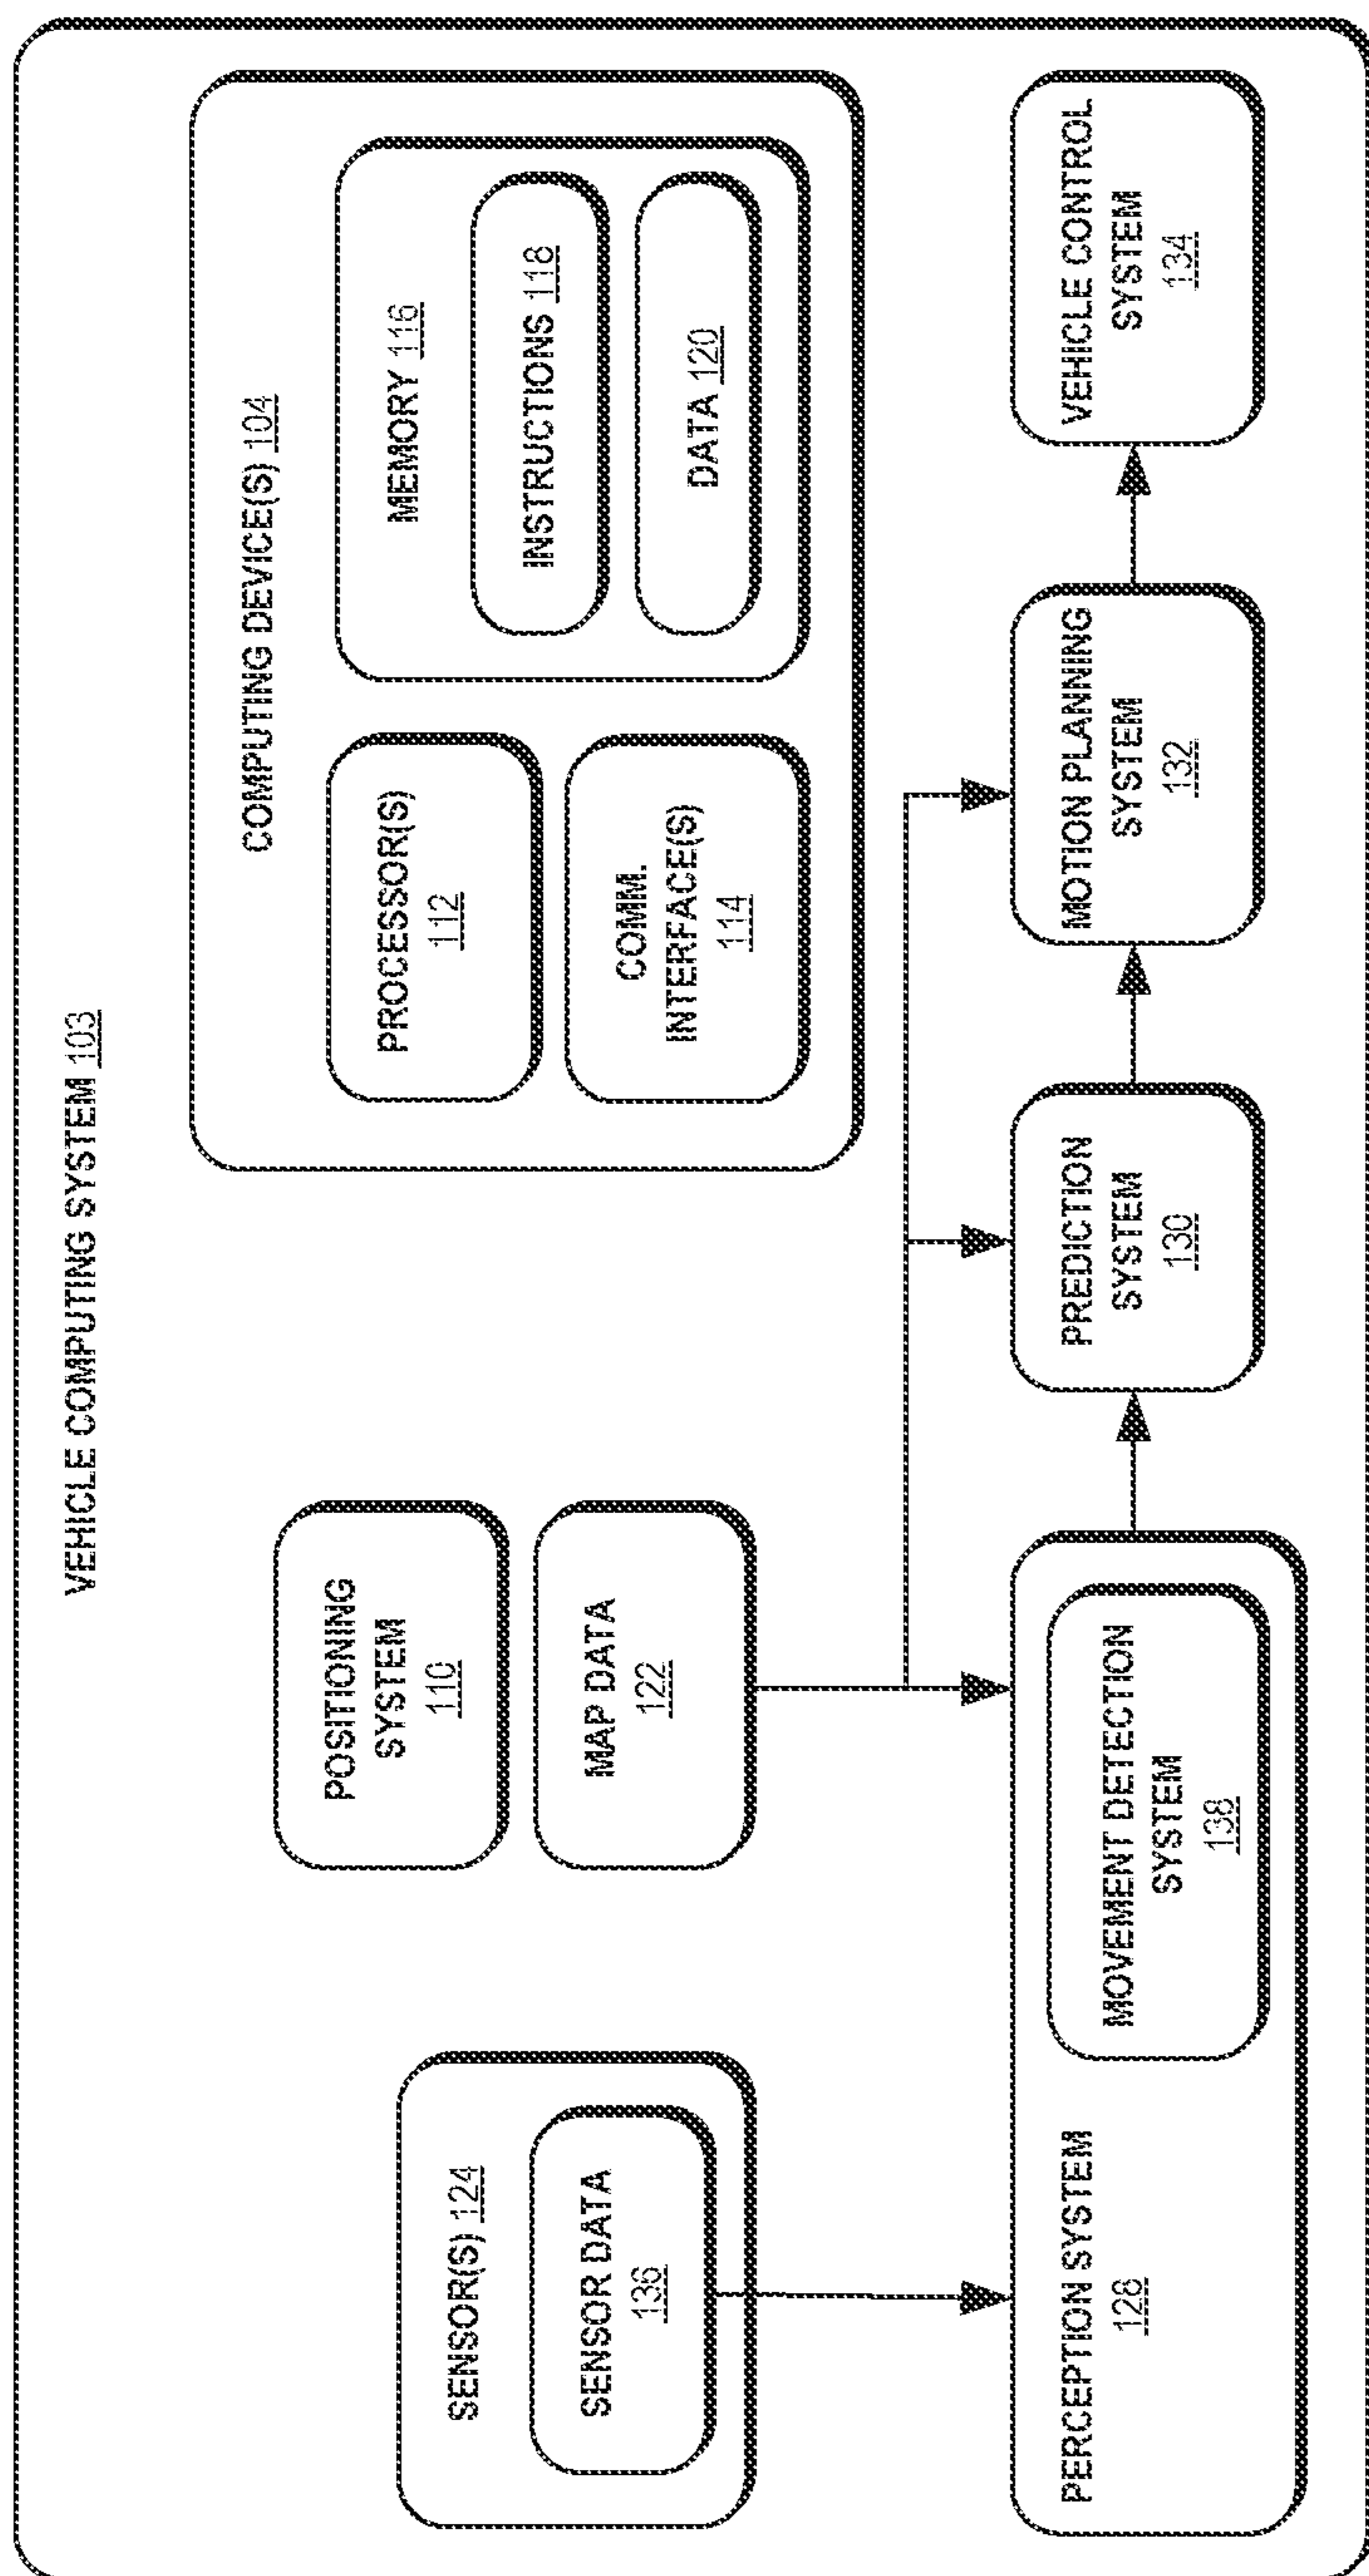 VEHICLE COMPUTING SYSTEM 103
SENSOR(S) 124
SENSOR DATA
136
POSITIONING
SYSTEM
110
MAP DATA
122
COMPUTING DEVICE(S) 104
PROCESSOR(S)
112
COMM.
INTERFACE(S)
114
MEMORY 116
INSTRUCTIONS 118
DATA 120
PERCEPTION SYSTEM
128
MOVEMENT DETECTION
SYSTEM
138
PREDICTION
SYSTEM
130
MOTION PLANNING
SYSTEM
132
VEHICLE CONTROL
SYSTEM
134